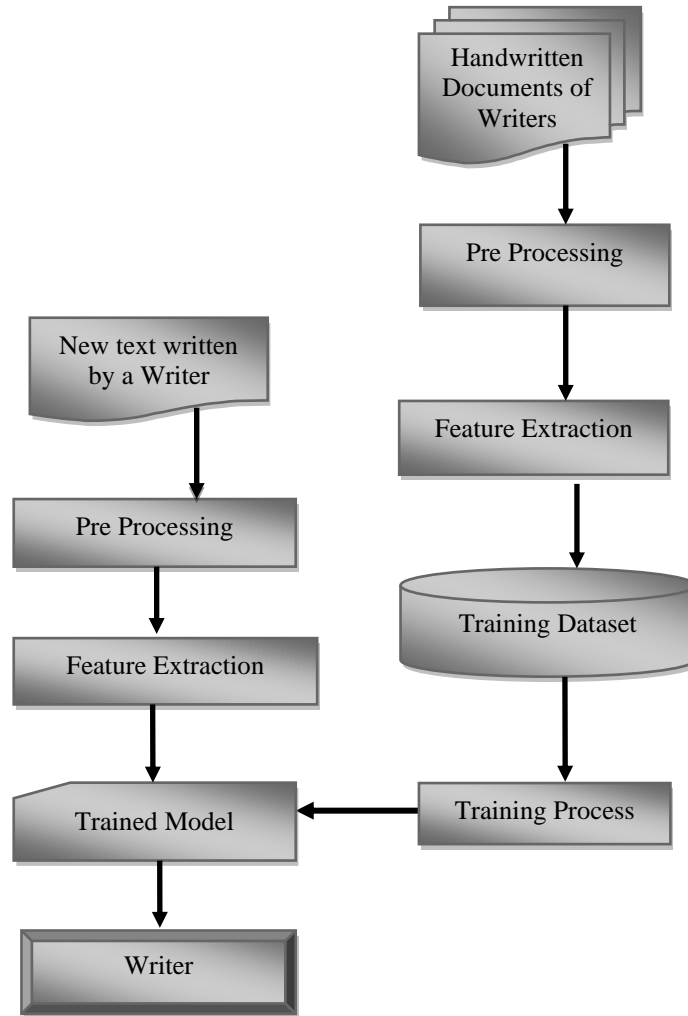 Handwritten
Documents of
Writers
Pre Processing
Feature Extraction
Training Dataset
Training Process
New text written
by a Writer
Pre Processing
Feature Extraction
Trained Model
Writer